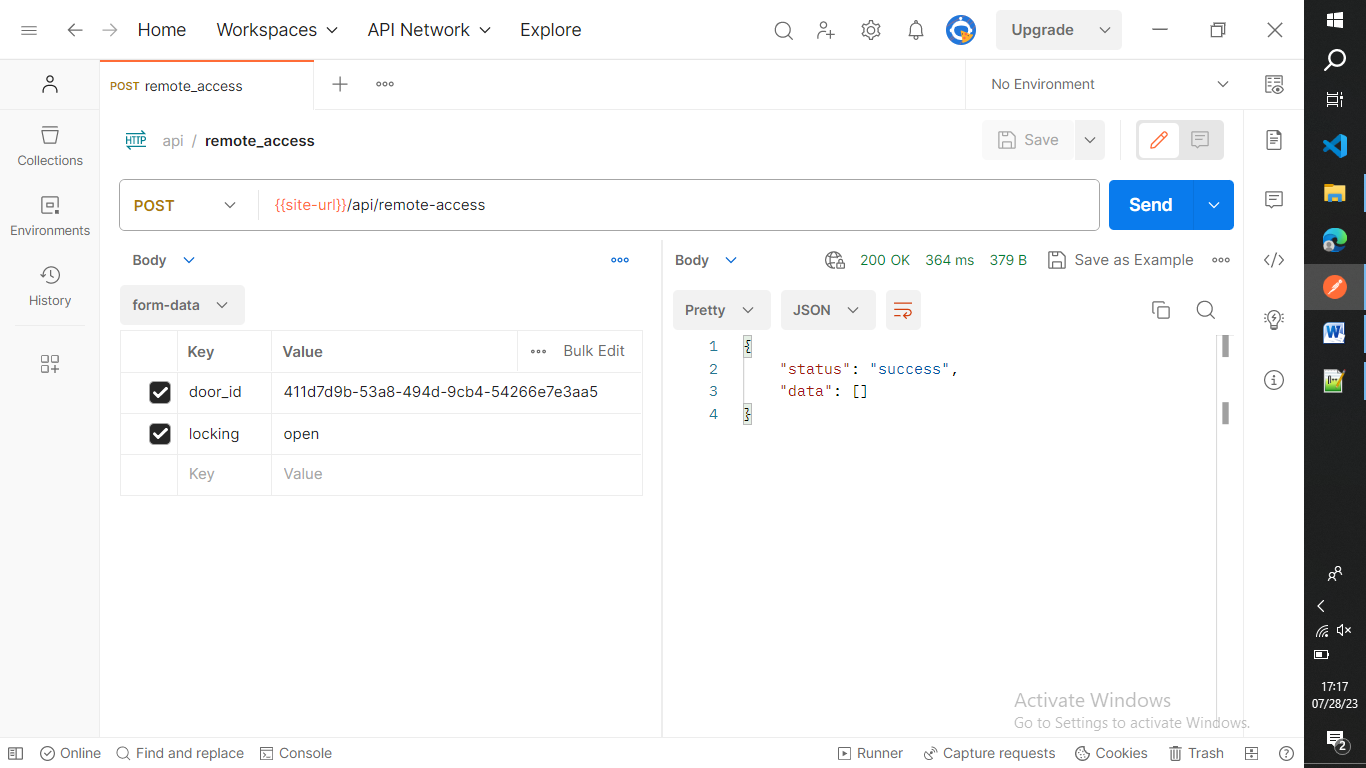 Home Workspaces API Network Explore Upgrade
POST remote_access No Environment
HTTP api / remote_access Save
Collections
POST {{site-url}}/api/remote-access Send
Environments
Body Body 200 OK 364 ms 379 B Save as Example
History
form-data Pretty JSON
Key Value Bulk Edit
door_id 411d7d9b-53a8-494d-9cb4-54266e7e3aa5
locking open
Key Value
1 {
2 "status": "success",
3 "data": []
4 }
Activate Windows
Go to Settings to activate Windows.
Online Find and replace Console Runner Capture requests Cookies Trash
17:17
07/28/23
2